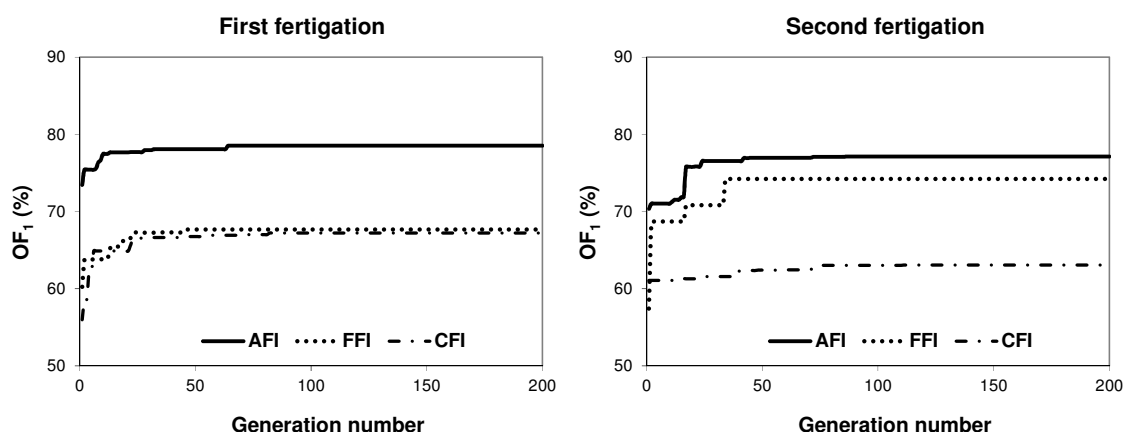 First fertigation
90
80
70
60
50
OF1 (%)
AFI FFI CFI
0 50 100 150 200
Generation number
Second fertigation
90
80
70
60
50
OF1 (%)
AFI FFI CFI
0 50 100 150 200
Generation number